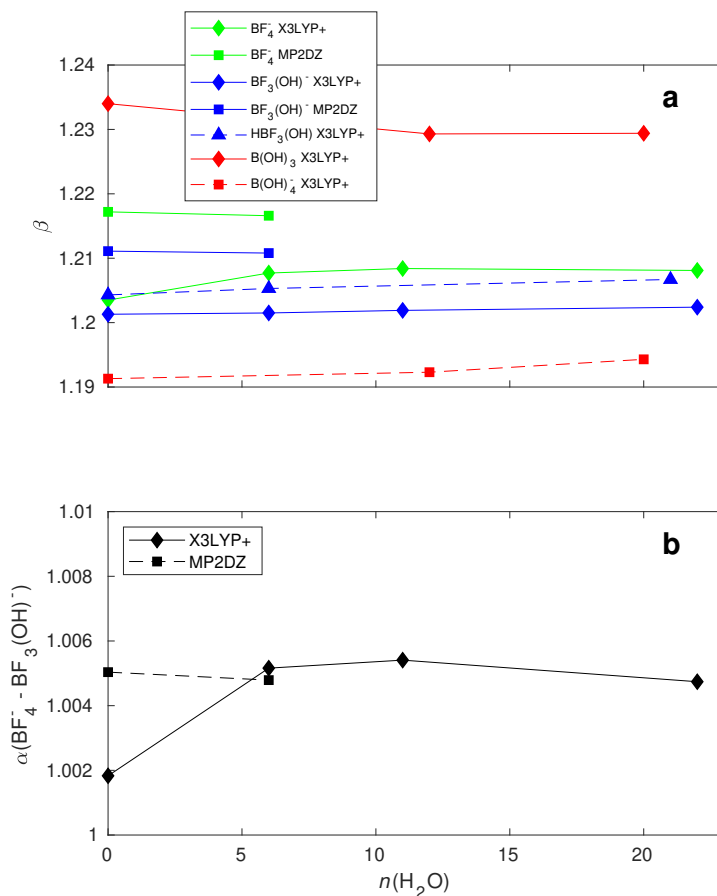 BF₄⁻ X3LYP+
BF₄⁻ MP2DZ
BF₃(OH)⁻ X3LYP+
BF₃(OH)⁻ MP2DZ
HBF₃(OH) X3LYP+
B(OH)₃ X3LYP+
B(OH)₄⁻ X3LYP+
a
1.24
1.23
1.22
1.21
1.2
1.19
β
X3LYP+
MP2DZ
b
1.01
1.008
1.006
1.004
1.002
1
α(BF₄⁻ - BF₃(OH)⁻)
0 5 10 15 20
n(H₂O)